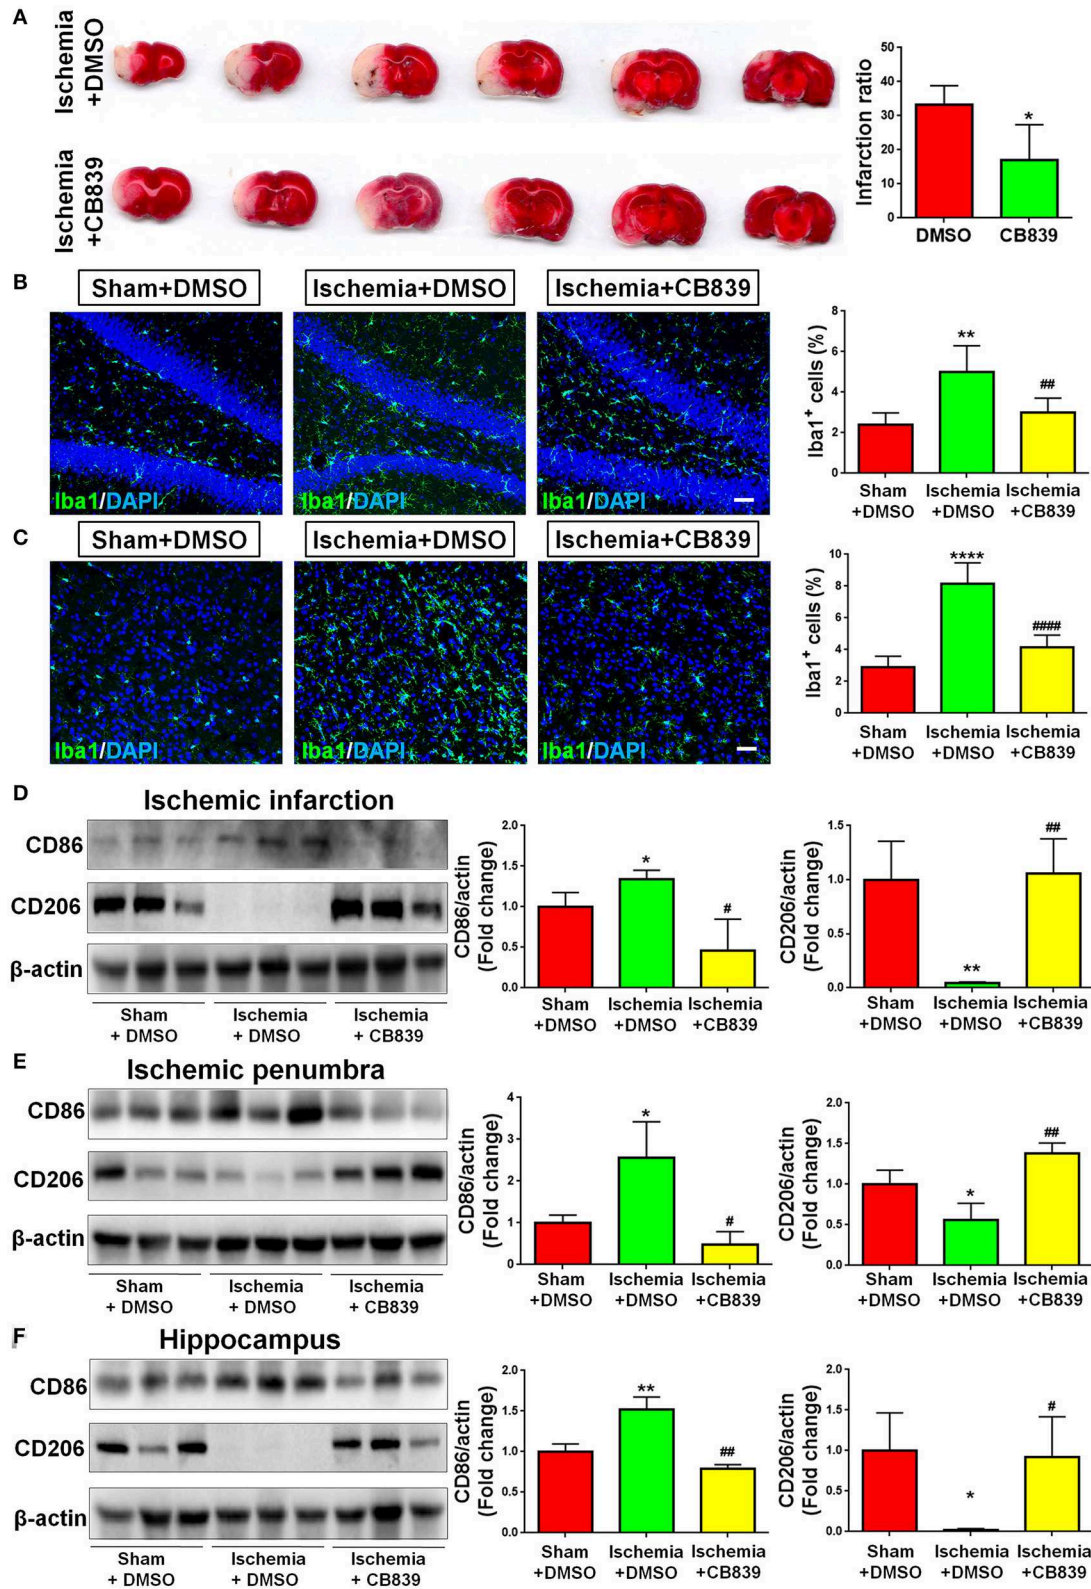 A
Ischemia
+DMSO
Ischemia
+CB839
Infarction ratio
50
40
30
20
10
0
*
DMSO
CB839
B
Sham+DMSO
Ischemia+DMSO
Ischemia+CB839
Iba1/DAPI
Iba1/DAPI
Iba1/DAPI
Iba1+ cells (%)
8
6
4
2
0
**
##
Sham
+DMSO
Ischemia
+DMSO
Ischemia
+CB839
C
Sham+DMSO
Ischemia+DMSO
Ischemia+CB839
Iba1/DAPI
Iba1/DAPI
Iba1/DAPI
Iba1+ cells (%)
10
8
6
4
2
0
****
####
Sham
+DMSO
Ischemia
+DMSO
Ischemia
+CB839
D
Ischemic infarction
CD86
CD206
β-actin
Sham
+ DMSO
Ischemia
+ DMSO
Ischemia
+ CB839
CD86/actin
(Fold change)
2.0
1.5
1.0
0.5
0.0
*
#
Sham
+DMSO
Ischemia
+DMSO
Ischemia
+CB839
CD206/actin
(Fold change)
1.5
1.0
0.5
0.0
**
##
Sham
+DMSO
Ischemia
+DMSO
Ischemia
+CB839
E
Ischemic penumbra
CD86
CD206
β-actin
Sham
+ DMSO
Ischemia
+ DMSO
Ischemia
+ CB839
CD86/actin
(Fold change)
4
2
1
0
*
#
Sham
+DMSO
Ischemia
+DMSO
Ischemia
+CB839
CD206/actin
(Fold change)
2.0
1.5
1.0
0.5
0.0
*
##
Sham
+DMSO
Ischemia
+DMSO
Ischemia
+CB839
F
Hippocampus
CD86
CD206
β-actin
Sham
+ DMSO
Ischemia
+ DMSO
Ischemia
+ CB839
CD86/actin
(Fold change)
2.0
1.5
1.0
0.5
0.0
**
##
Sham
+DMSO
Ischemia
+DMSO
Ischemia
+CB839
CD206/actin
(Fold change)
2.0
1.5
1.0
0.5
0.0
*
#
Sham
+DMSO
Ischemia
+DMSO
Ischemia
+CB839